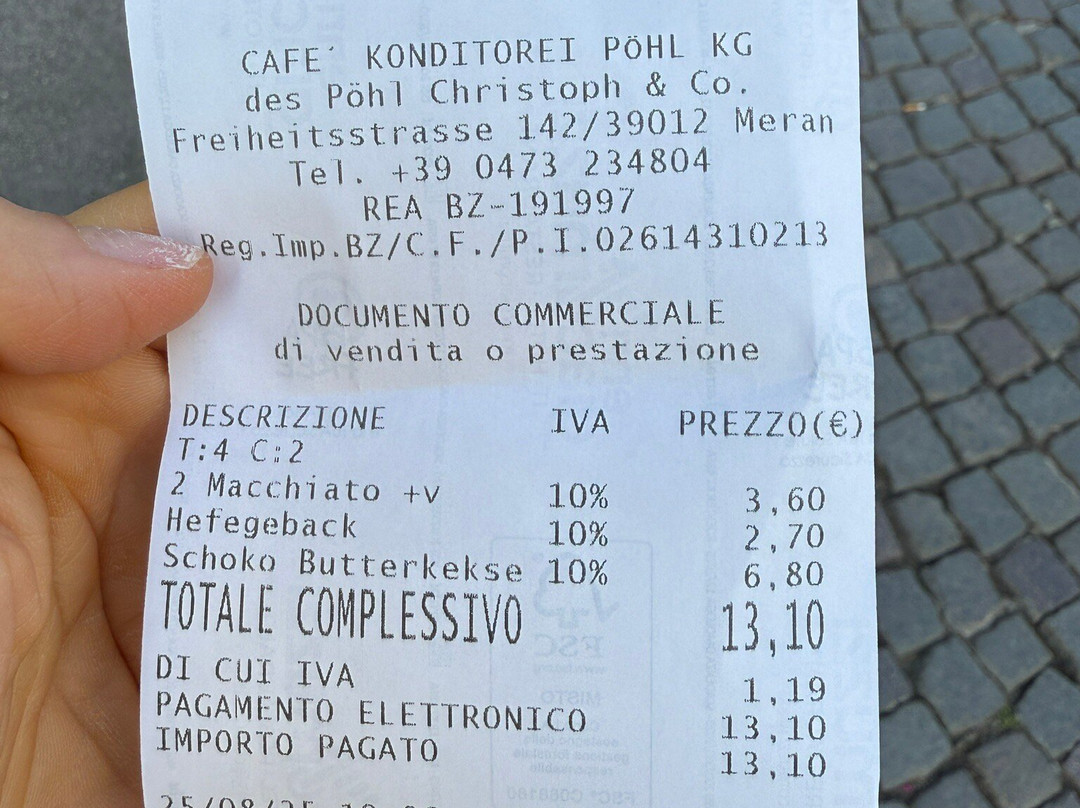 CAFE´ KONDITOREI PÖHL KG
des Pöhl Christoph & Co.
Freiheitsstrasse 142/39012 Meran
Tel. +39 0473 234804
REA BZ-191997
Reg.Imp.BZ/C.F./P.I.02614310213
DOCUMENTO COMMERCIALE
di vendita o prestazione
DESCRIZIONE IVA PREZZO(€)
T:4 C:2
2 Macchiato +v 10% 3,60
Hefegeback 10% 2,70
Schoko Butterkekse 10% 6,80
TOTALE COMPLESSIVO 13,10
DI CUI IVA 1,19
PAGAMENTO ELETTRONICO 13,10
IMPORTO PAGATO 13,10
25/08/25